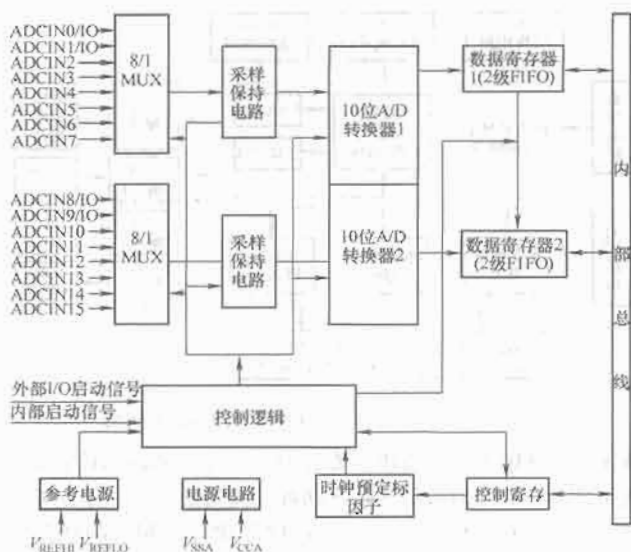 ADCIN0/IO
ADCIN1/IO
ADCIN2
ADCIN3
ADCIN4
ADCIN5
ADCIN6
ADCIN7
8/1
MUX
采样
保持
电路
10位A/D
转换器1
数据寄存器
1(2级FIFO)
ADCIN8/IO
ADCIN9/IO
ADCIN10
ADCIN11
ADCIN12
ADCIN13
ADCIN14
ADCIN15
8/1
MUX
采样
保持
电路
10位A/D
转换器2
数据寄存器2
(2级FIFO)
内
部
总
线
外部I/O启动信号
内部启动信号
控制逻辑
参考电源
电源电路
时钟预定标
因子
控制寄存
VREFHI VREFLO
VSSA VCCA